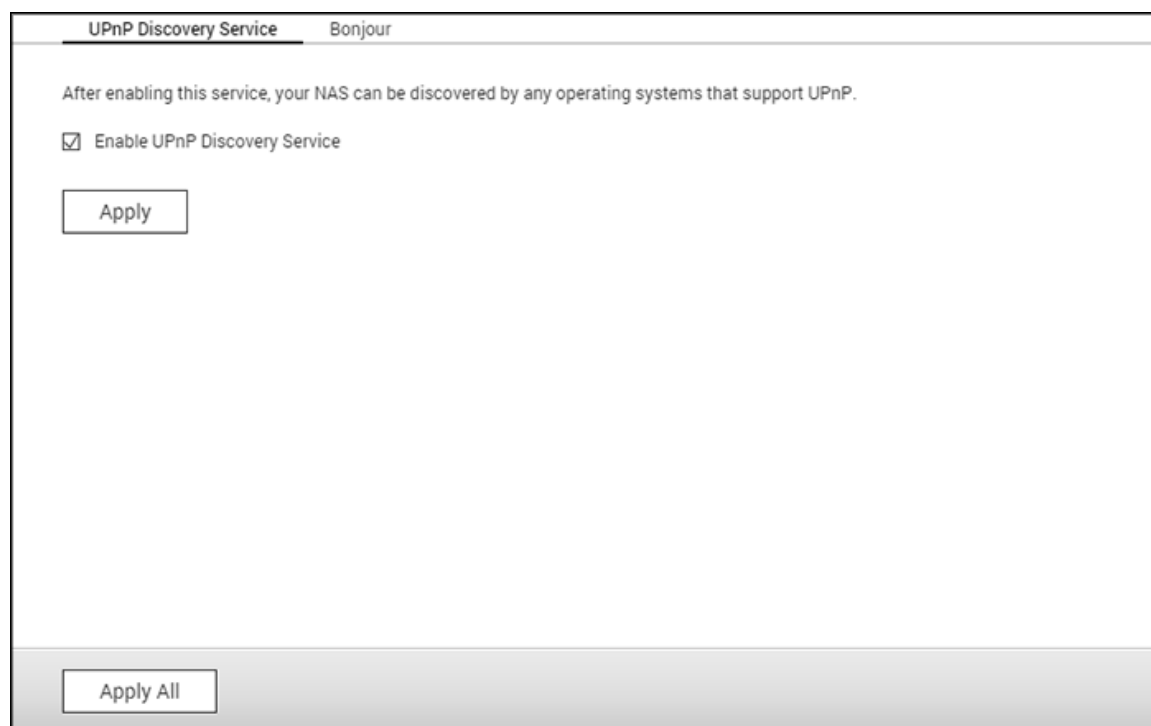 UPnP Discovery Service Bonjour
After enabling this service, your NAS can be discovered by any operating systems that support UPnP.
Enable UPnP Discovery Service
Apply
Apply All